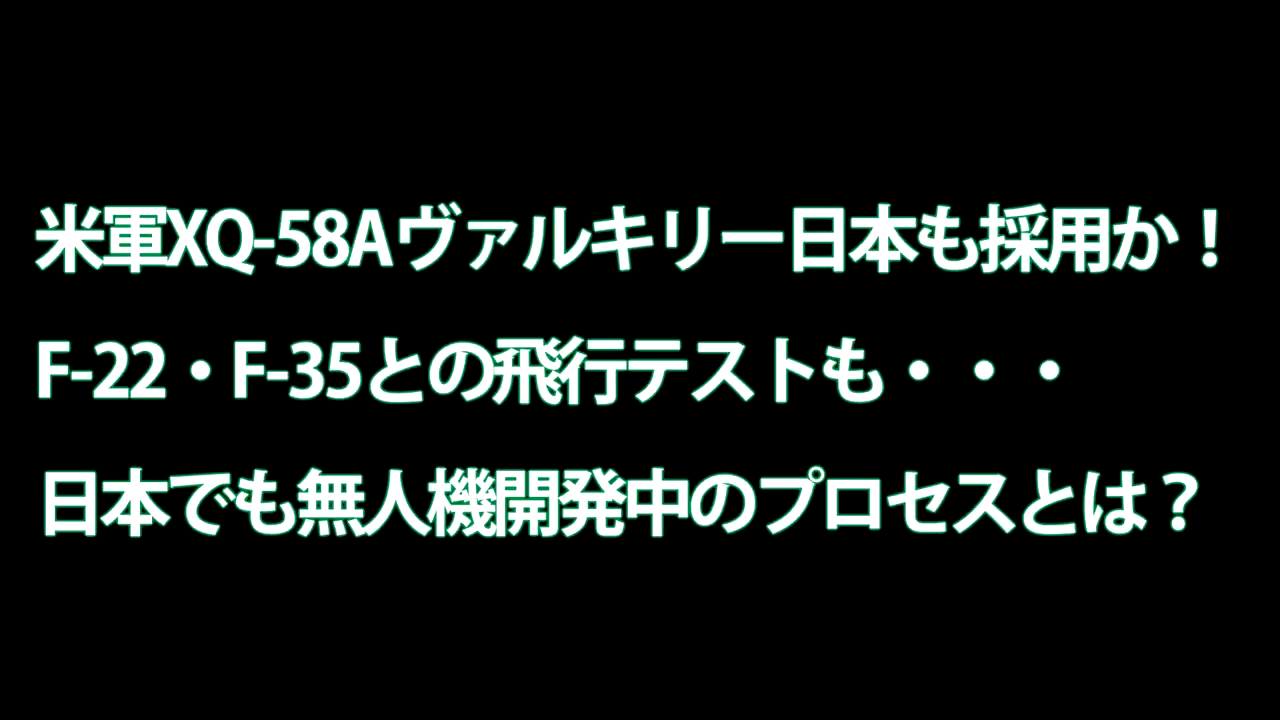 米軍XQ-58Aヴァルキリー日本も採用か！
F-22・F-35との飛行テストも・・・
日本でも無人機開発中のプロセスとは？